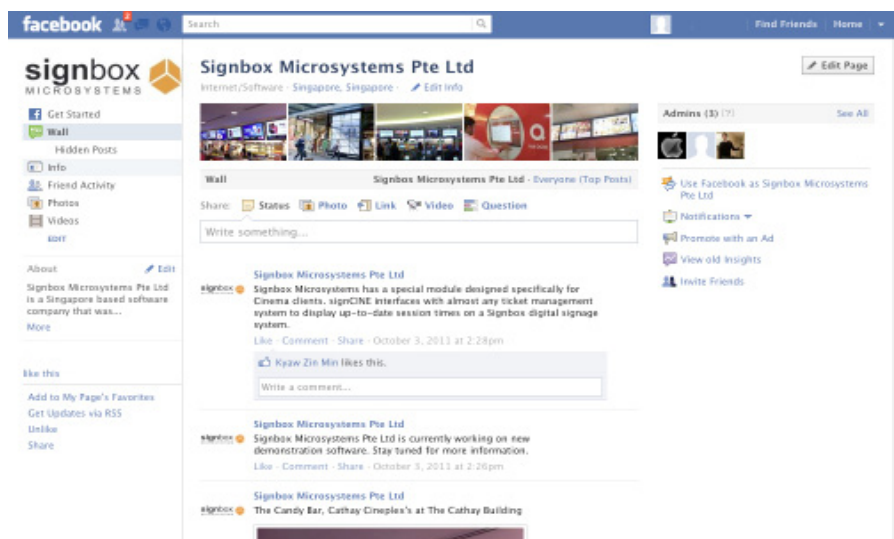 facebook
2
Search
Find Friends
Home
signbox
MICROSYSTEMS
Get Started
Wall
Hidden Posts
Info
Friend Activity
Photos
Videos
EDIT
About
Edit
Signbox Microsystems Pte Ltd
is a Singapore based software
company that was...
More
like this
Add to My Page's Favorites
Get Updates via RSS
Unlike
Share
Signbox Microsystems Pte Ltd
Internet/Software · Singapore, Singapore · Edit Info
Wall
Signbox Microsystems Pte Ltd · Everyone (Top Posts)
Share: Status Photo Link Video Question
Write something...
Signbox Microsystems Pte Ltd
signbox
Signbox Microsystems has a special module designed specifically for
Cinema clients. signCINE interfaces with almost any ticket management
system to display up-to-date session times on a Signbox digital signage
system.
Like · Comment · Share · October 3, 2011 at 2:28pm
Kyaw Zin Min likes this.
Write a comment...
Signbox Microsystems Pte Ltd
signbox
Signbox Microsystems Pte Ltd is currently working on new
demonstration software. Stay tuned for more information.
Like · Comment · Share · October 3, 2011 at 2:26pm
Signbox Microsystems Pte Ltd
signbox
The Candy Bar, Cathay Cineplex's at The Cathay Building
Edit Page
Admins (3) (?)
See All
Use Facebook as Signbox Microsystems
Pte Ltd
Notifications
Promote with an Ad
View old Insights
Invite Friends